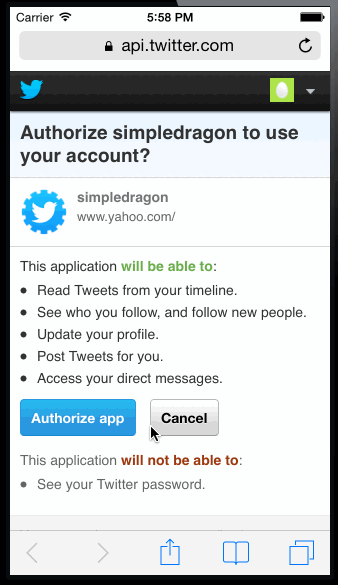 Carrier 5:58 PM
api.twitter.com
Authorize simpledragon to use
your account?
simpledragon
www.yahoo.com/
This application will be able to:
Read Tweets from your timeline.
See who you follow, and follow new people.
Update your profile.
Post Tweets for you.
Access your direct messages.
Authorize app Cancel
This application will not be able to:
See your Twitter password.